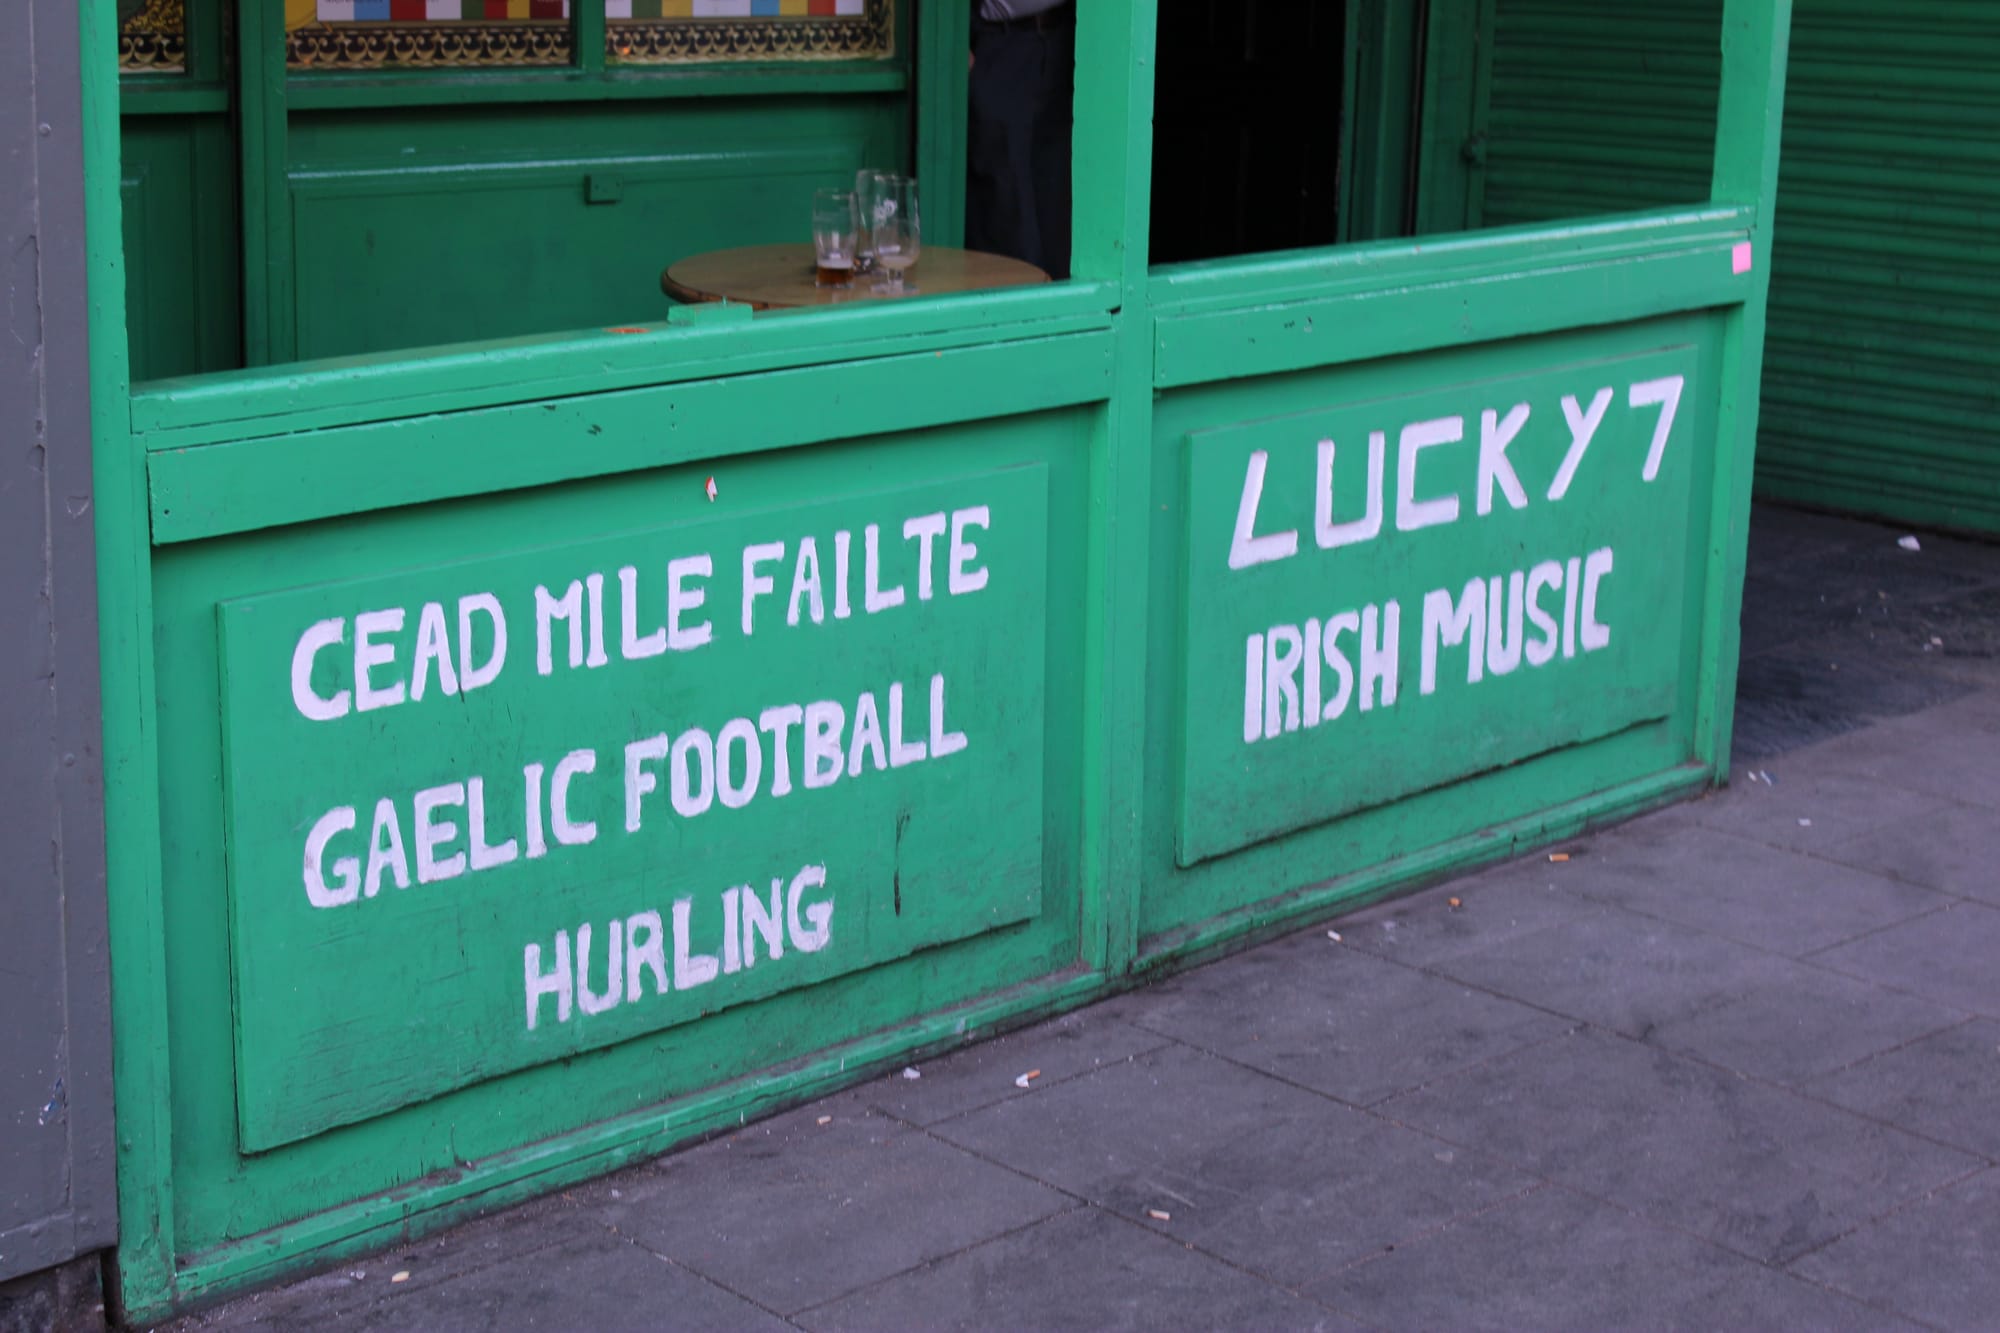 CEAD MILE FAILTE
GAELIC FOOTBALL
HURLING
LUCKY 7
IRISH MUSIC